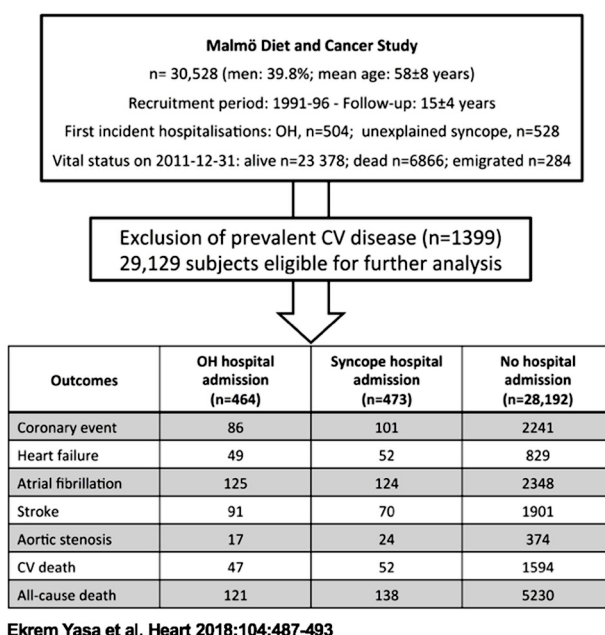 Malmö Diet and Cancer Study
n= 30,528 (men: 39.8%; mean age: 58±8 years)
Recruitment period: 1991-96 - Follow-up: 15±4 years
First incident hospitalisations: OH, n=504; unexplained syncope, n=528
Vital status on 2011-12-31: alive n=23 378; dead n=6866; emigrated n=284
Exclusion of prevalent CV disease (n=1399)
29,129 subjects eligible for further analysis
Outcomes OH hospital admission (n=464) Syncope hospital admission (n=473) No hospital admission (n=28,192)
Coronary event 86 101 2241
Heart failure 49 52 829
Atrial fibrillation 125 124 2348
Stroke 91 70 1901
Aortic stenosis 17 24 374
CV death 47 52 1594
All-cause death 121 138 5230
Ekrem Yasa et al. Heart 2018;104:487-493